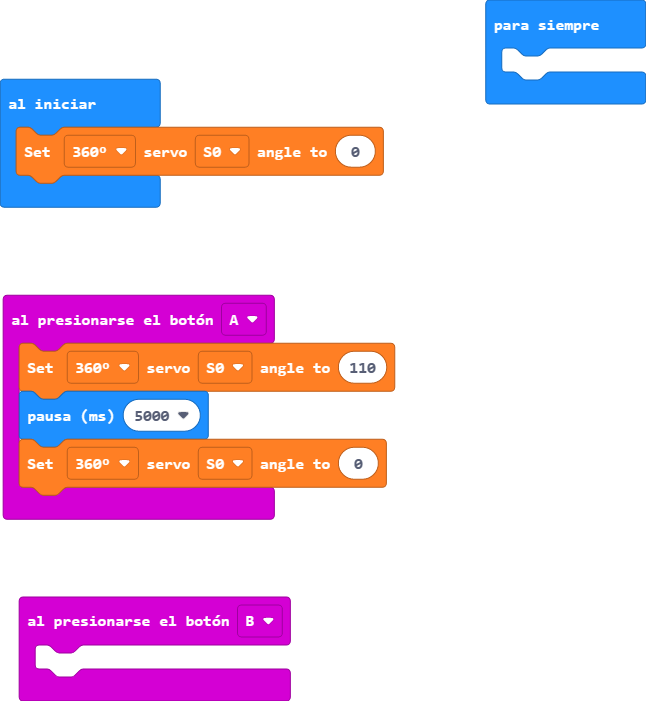 para siempre
al iniciar
Set 360º servo S0 angle to 0
al presionarse el botón A
Set 360º servo S0 angle to 110
pausa (ms) 5000
Set 360º servo S0 angle to 0
al presionarse el botón B